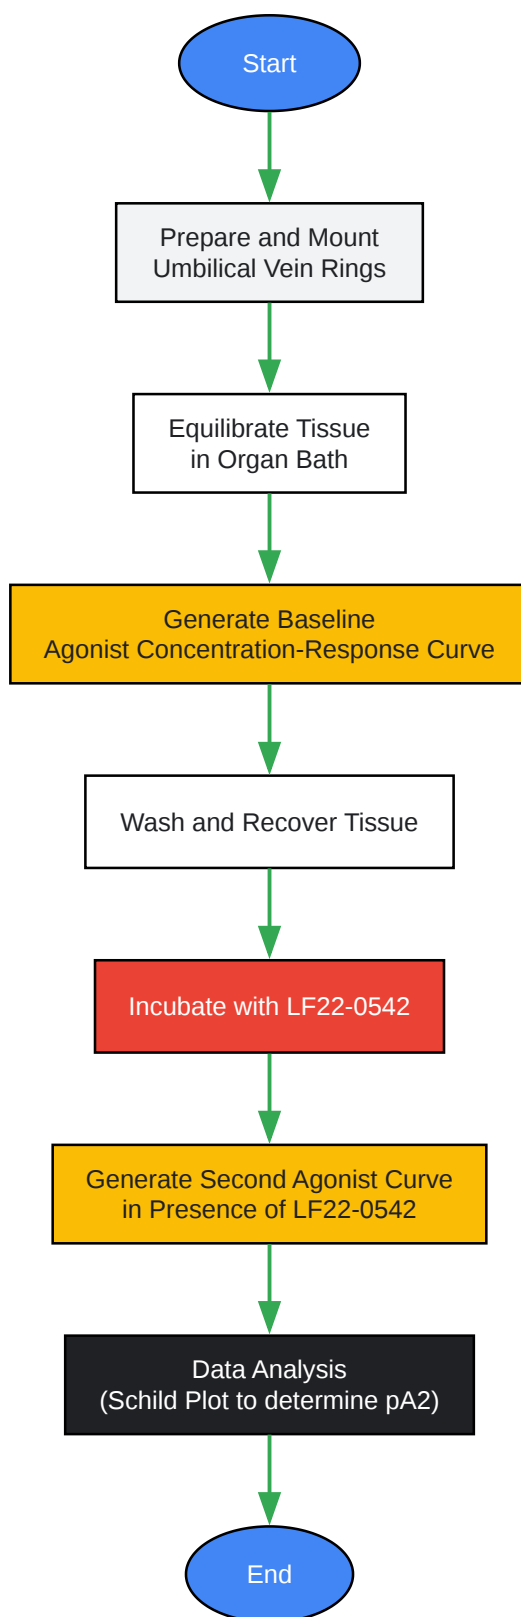 Start
Prepare and Mount
Umbilical Vein Rings
Equilibrate Tissue
in Organ Bath
Generate Baseline
Agonist Concentration-Response Curve
Wash and Recover Tissue
Incubate with LF22-0542
Generate Second Agonist Curve
in Presence of LF22-0542
Data Analysis
(Schild Plot to determine pA2)
End